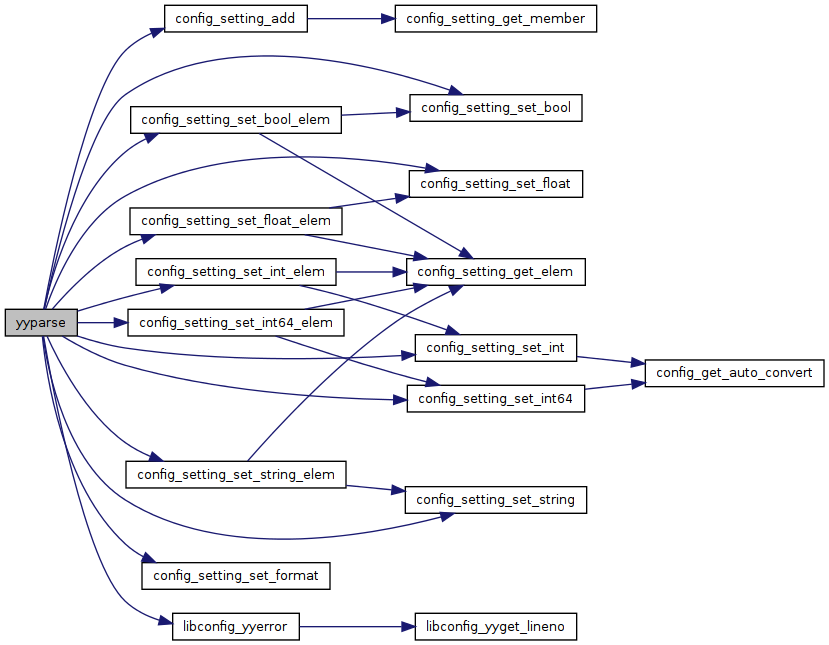 config_setting_add
config_setting_get_member
config_setting_set_bool
config_setting_set_bool_elem
config_setting_set_float
config_setting_set_float_elem
config_setting_set_int_elem
config_setting_get_elem
yyparse
config_setting_set_int64_elem
config_setting_set_int
config_get_auto_convert
config_setting_set_int64
config_setting_set_string_elem
config_setting_set_string
config_setting_set_format
libconfig_yyerror
libconfig_yyget_lineno